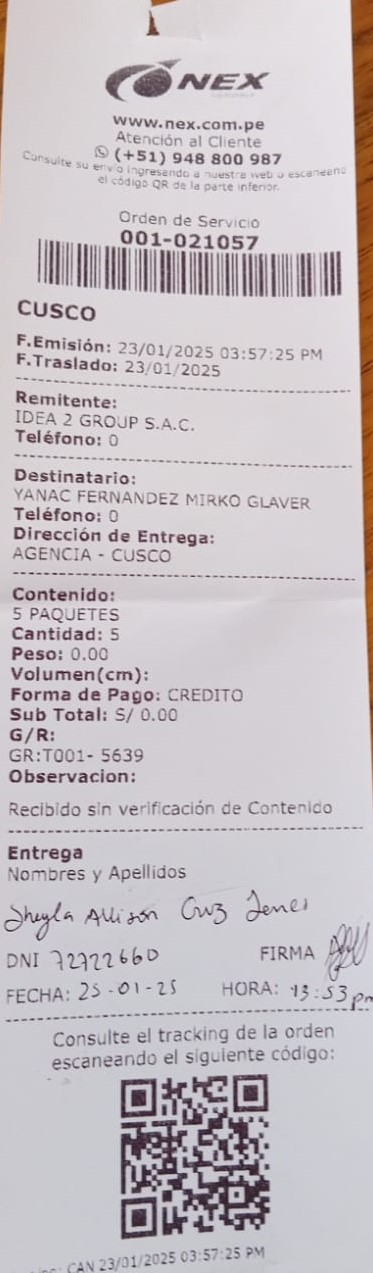 NEX
www.nex.com.pe
Atención al Cliente
(+51) 948 800 987
Consulte su envío ingresando a nuestra web o escaneando
el código QR de la parte inferior.
Orden de Servicio
001-021057
CUSCO
F.Emisión: 23/01/2025 03:57:25 PM
F.Traslado: 23/01/2025
Remitente:
IDEA 2 GROUP S.A.C.
Teléfono: 0
Destinatario:
YANAC FERNANDEZ MIRKO GLAVER
Teléfono: 0
Dirección de Entrega:
AGENCIA - CUSCO
Contenido:
5 PAQUETES
Cantidad: 5
Peso: 0.00
Volumen(cm):
Forma de Pago: CREDITO
Sub Total: S/ 0.00
G/R:
GR:T001- 5639
Observacion:
Recibido sin verificación de Contenido
Entrega
Nombres y Apellidos
Sheyla Allison Cruz
DNI 72722660 FIRMA
FECHA: 25-01-25 HORA: 13:53 pm
Consulte el tracking de la orden
escaneando el siguiente código:
CAN 23/01/2025 03:57:25 PM